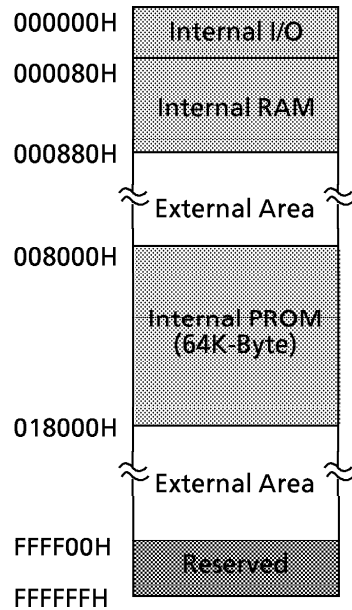 000000H
Internal I/O
000080H
Internal RAM
000880H
External Area
008000H
Internal PROM
(64K-Byte)
018000H
External Area
FFFF00H
Reserved
FFFFFFH